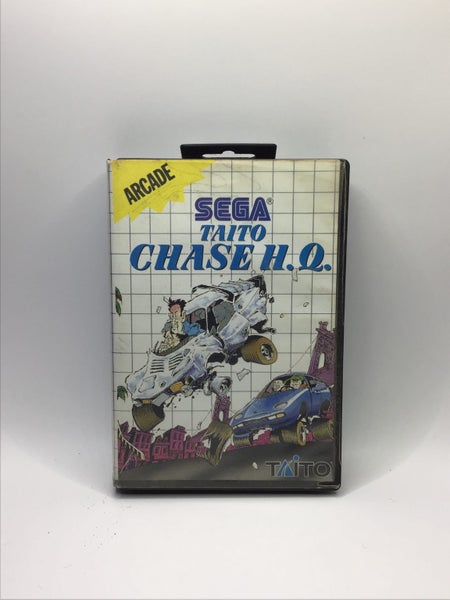 ARCADE
SEGA®
TAITO
CHASE H.Q.
TAITO